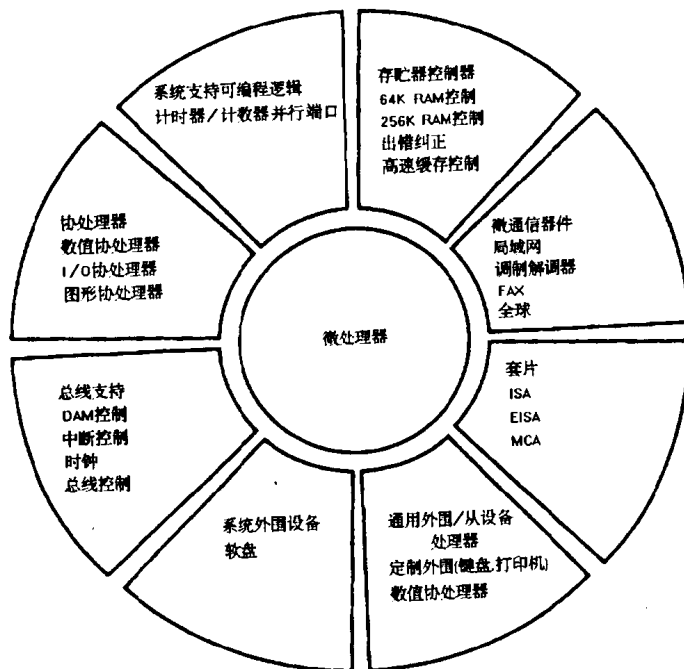 系统支持可编程逻辑
计时器/计数器并行端口
存贮器控制器
64K RAM控制
256K RAM控制
出错纠正
高速缓存控制
微通信器件
局域网
调制解调器
FAX
全球
套片
ISA
EISA
MCA
通用外围/从设备
处理器
定制外围(键盘,打印机)
数值协处理器
系统外围设备
软盘
总线支持
DAM控制
中断控制
时钟
总线控制
协处理器
数值协处理器
I/O协处理器
图形协处理器
微处理器